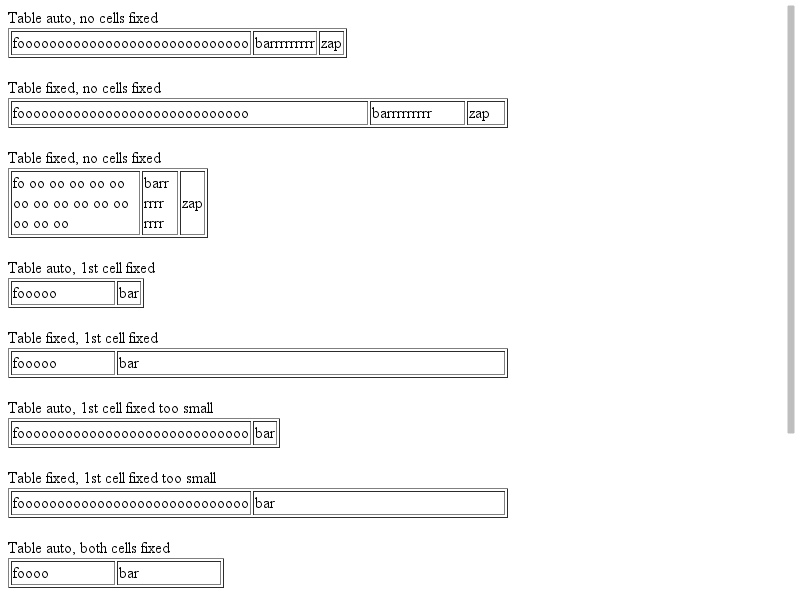 Table auto, no cells fixed
fooooooooooooooooooooooooooooo barrrrrrrrr zap
Table fixed, no cells fixed
fooooooooooooooooooooooooooooo barrrrrrrrr zap
Table fixed, no cells fixed
fo oo oo oo oo oo
oo oo oo oo oo oo
oo oo oo
barr
rrrr
rrrr
zap
Table auto, 1st cell fixed
fooooo bar
Table fixed, 1st cell fixed
fooooo bar
Table auto, 1st cell fixed too small
fooooooooooooooooooooooooooooo bar
Table fixed, 1st cell fixed too small
fooooooooooooooooooooooooooooo bar
Table auto, both cells fixed
foooo bar